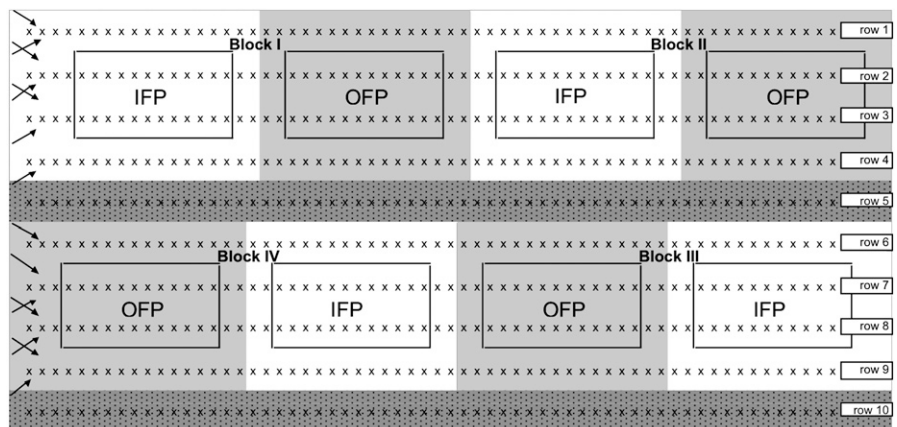 row 1
Block I
Block II
row 2
IFP
OFP
IFP
OFP
row 3
row 4
row 5
row 6
Block IV
Block III
row 7
OFP
IFP
OFP
IFP
row 8
row 9
row 10